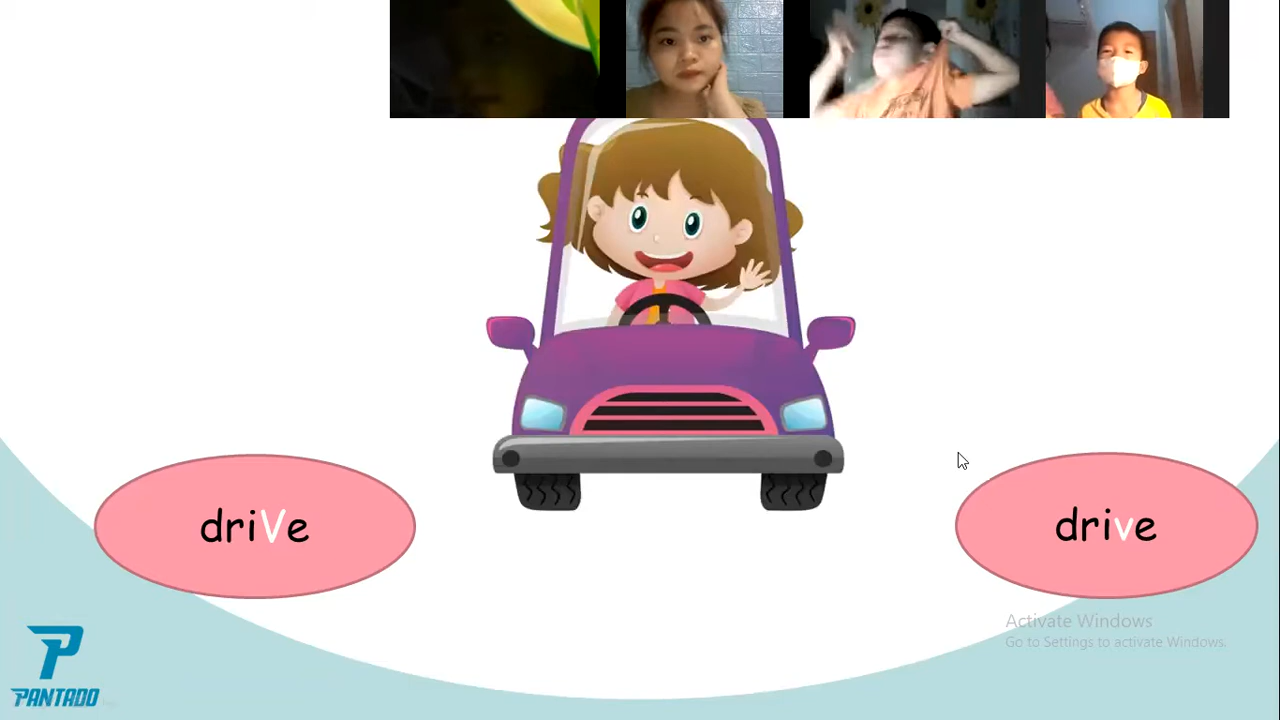 driVe
drive
Activate Windows
Go to Settings to activate Windows.
P
PANTADO